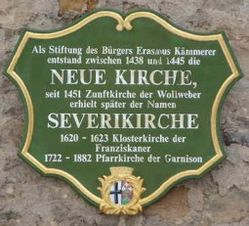 Als Stiftung des Bürgers Erasmus Kämmerer
entstand zwischen 1438 und 1445 die
NEUE KIRCHE,
seit 1451 Zunftkirche der Wollweber
erhielt später der Namen
SEVERIKIRCHE
1620 - 1623 Klosterkirche der
Franziskaner
1722 - 1882 Pfarrkirche der Garnison